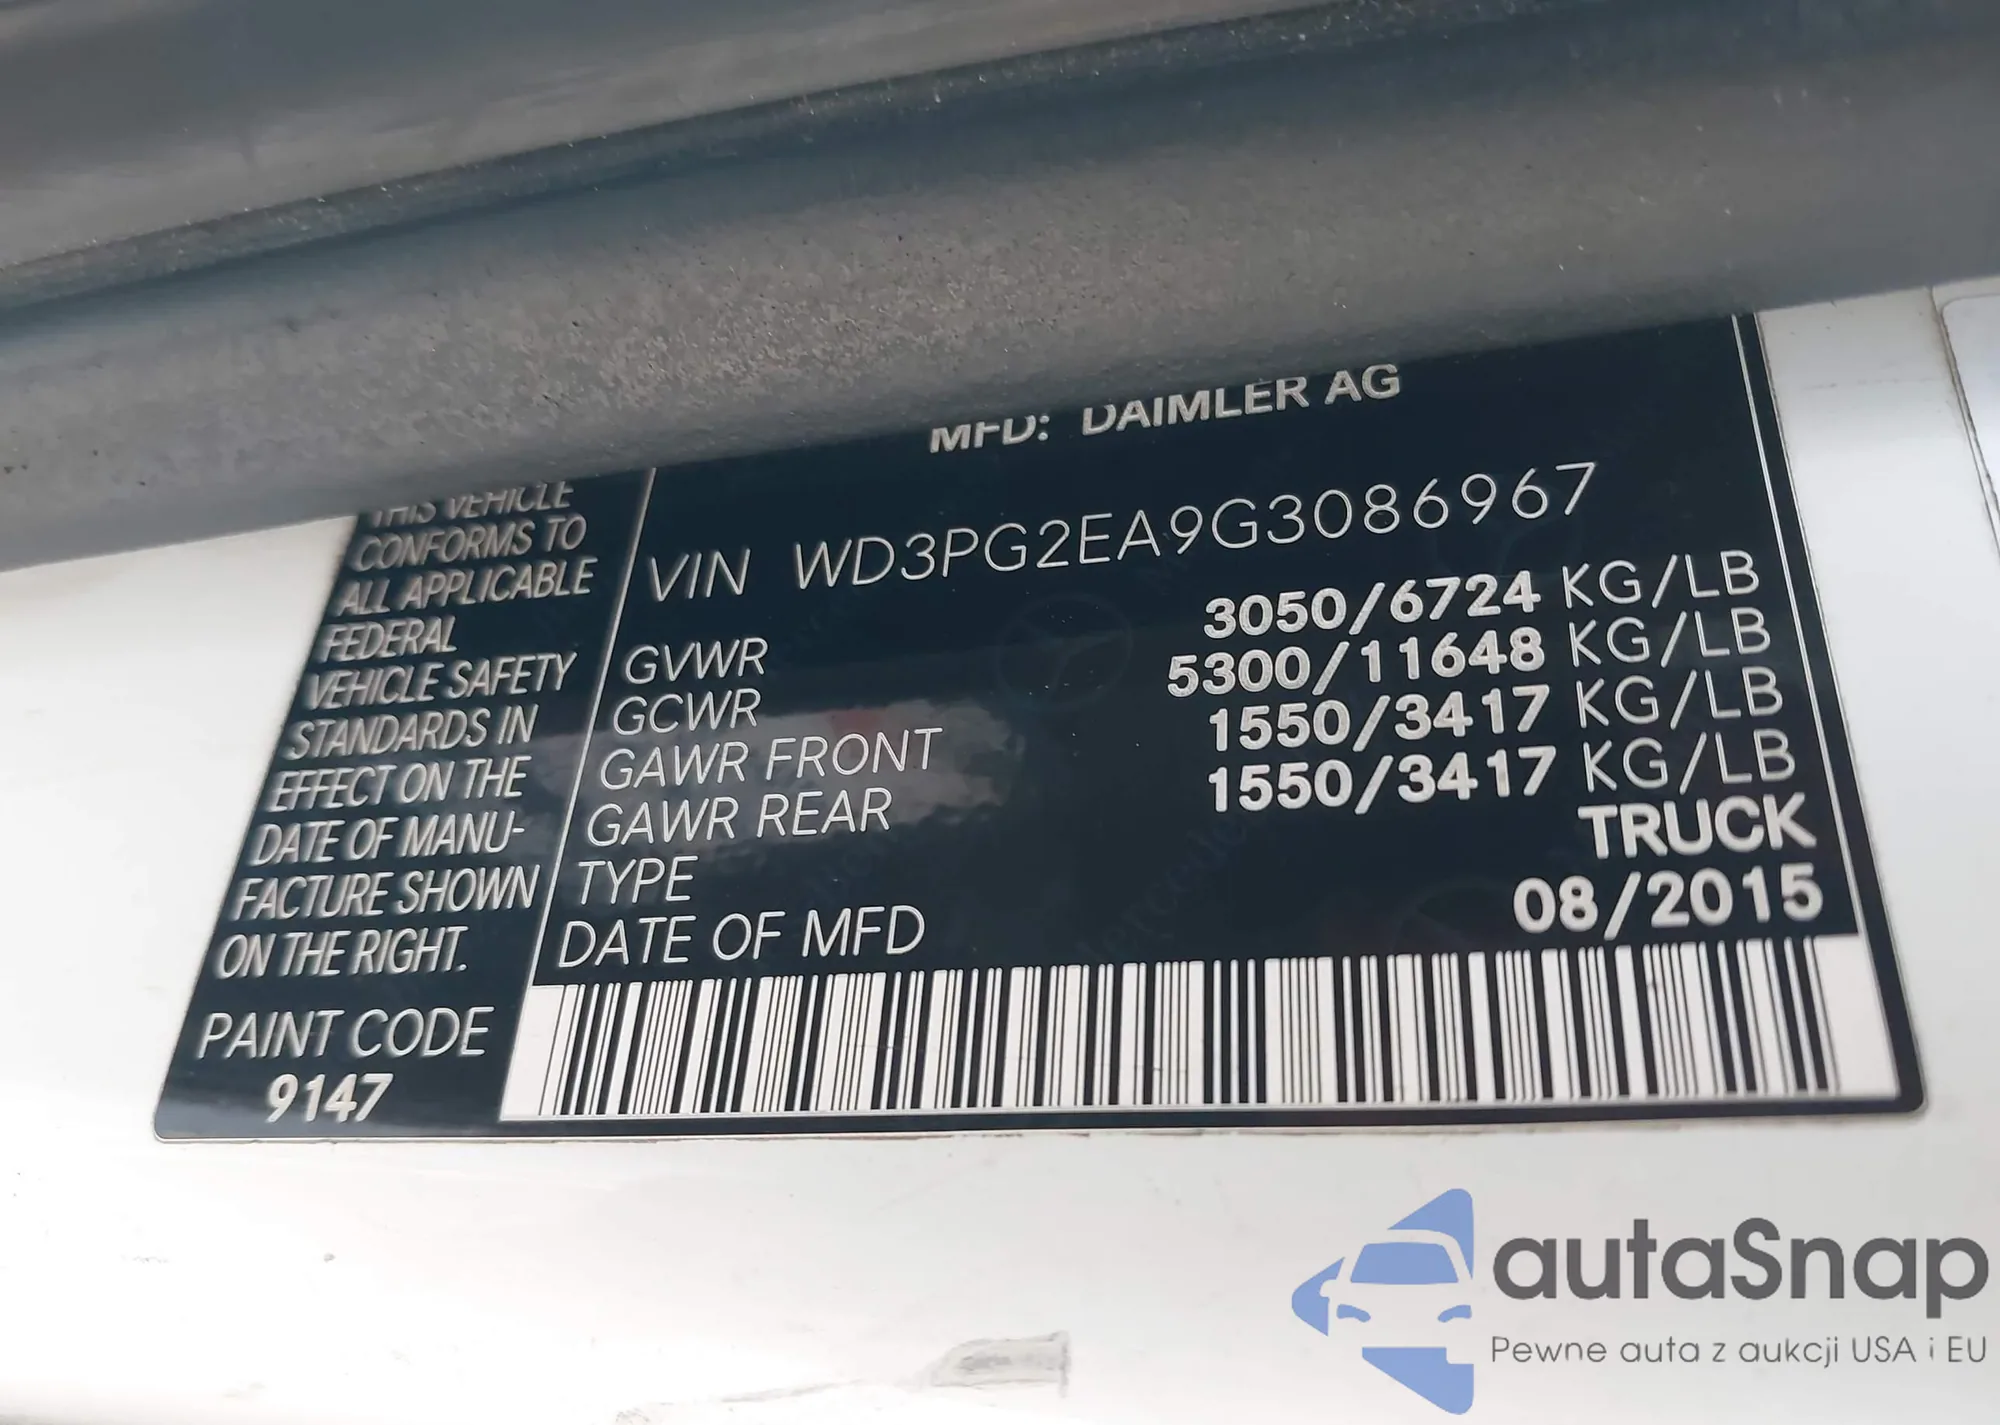 MFD: DAIMLER AG
THIS VEHICLE
CONFORMS TO
ALL APPLICABLE
FEDERAL
VEHICLE SAFETY
STANDARDS IN
EFFECT ON THE
DATE OF MANU-
FACTURE SHOWN
ON THE RIGHT.
PAINT CODE
9147
VIN WD3PG2EA9G3086967
GVWR 3050/6724 KG/LB
GCWR 5300/11648 KG/LB
GAWR FRONT 1550/3417 KG/LB
GAWR REAR 1550/3417 KG/LB
TYPE TRUCK
DATE OF MFD 08/2015
autaSnap
Pewne auta z aukcji USA i EU